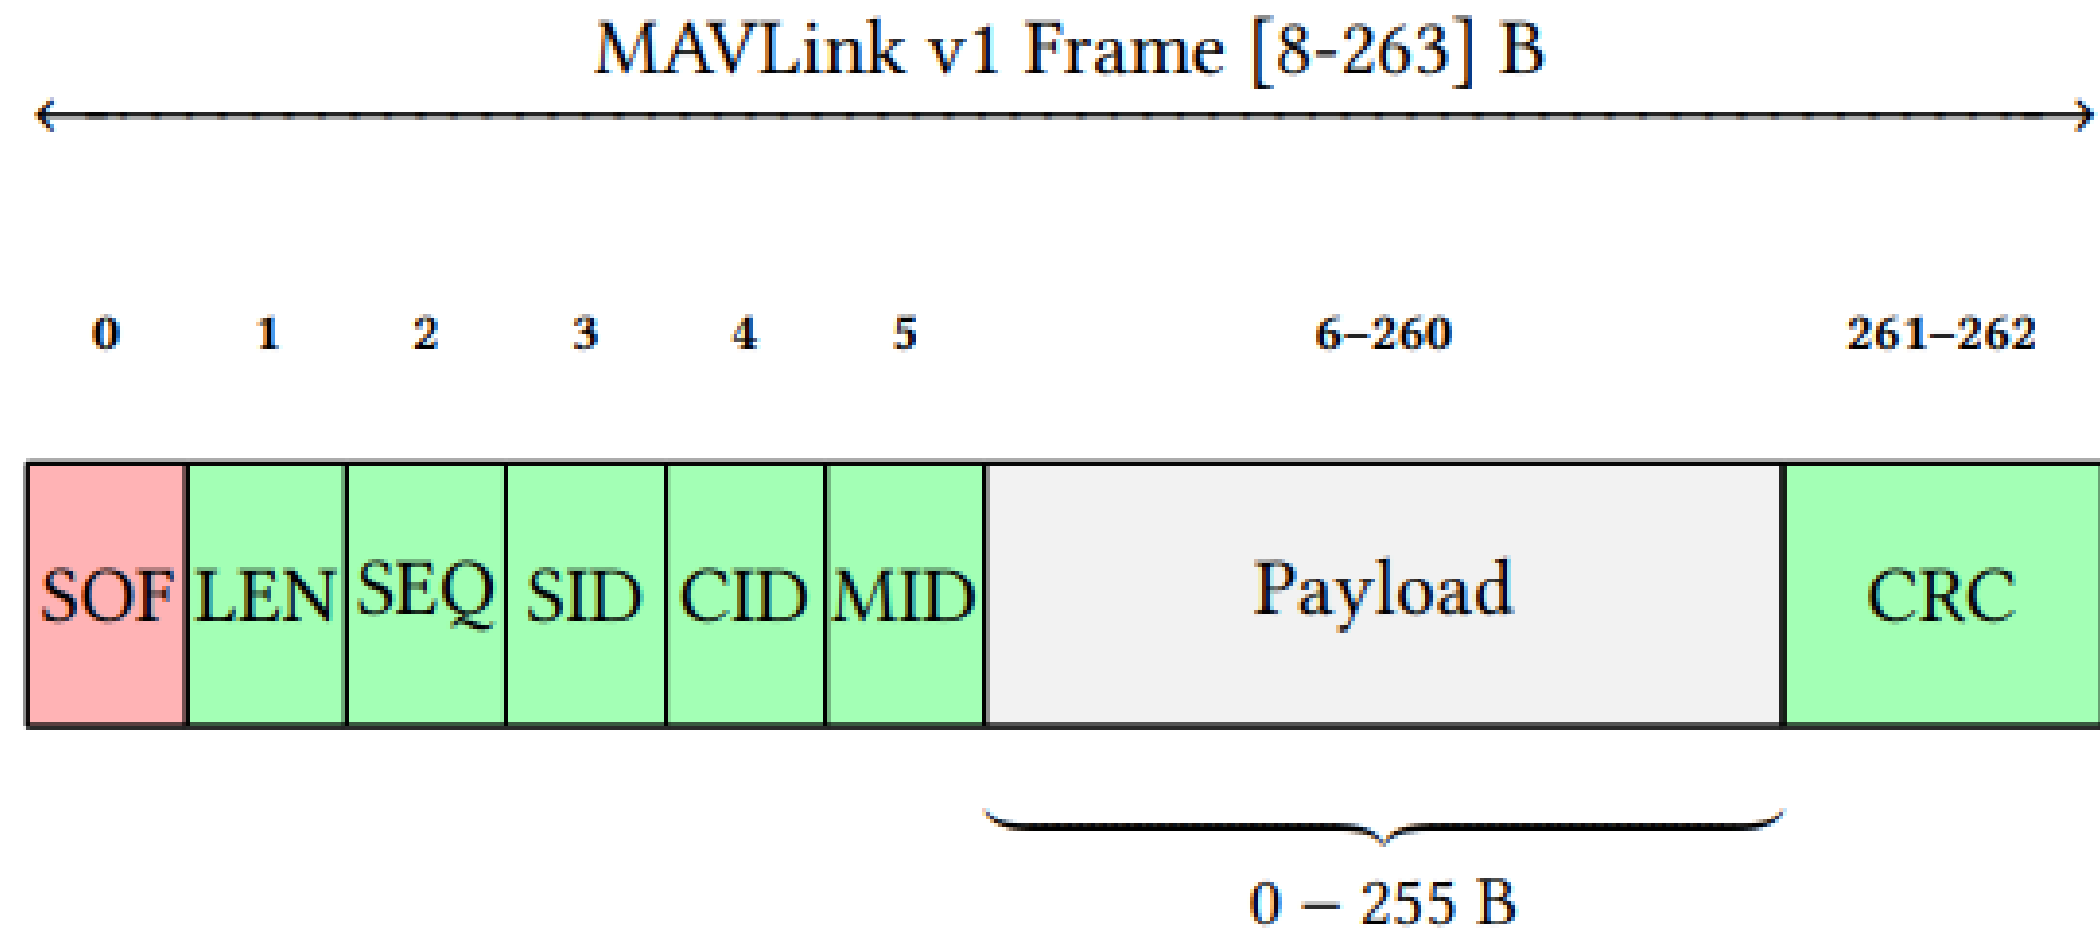 MAVLink v1 Frame [8-263] B
0 1 2 3 4 5 6–260 261–262
SOF LEN SEQ SID CID MID Payload CRC
0 – 255 B